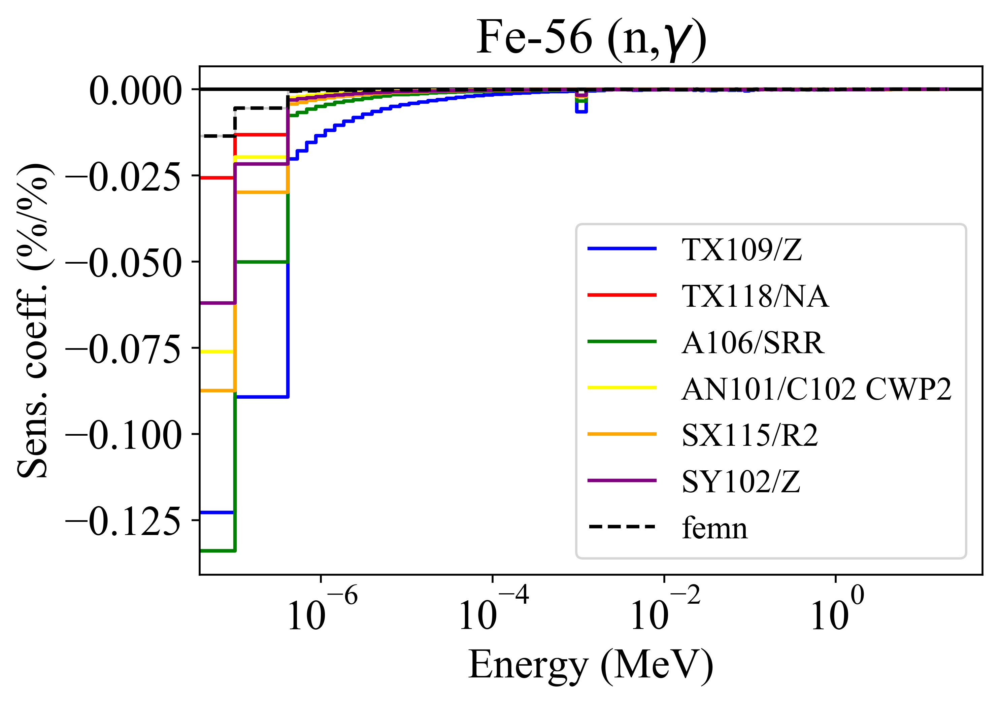 Fe-56 (n,γ)
Sens. coeff. (%/%)
0.000
−0.025
−0.050
−0.075
−0.100
−0.125
TX109/Z
TX118/NA
A106/SRR
AN101/C102 CWP2
SX115/R2
SY102/Z
femn
10⁻⁶ 10⁻⁴ 10⁻² 10⁰
Energy (MeV)